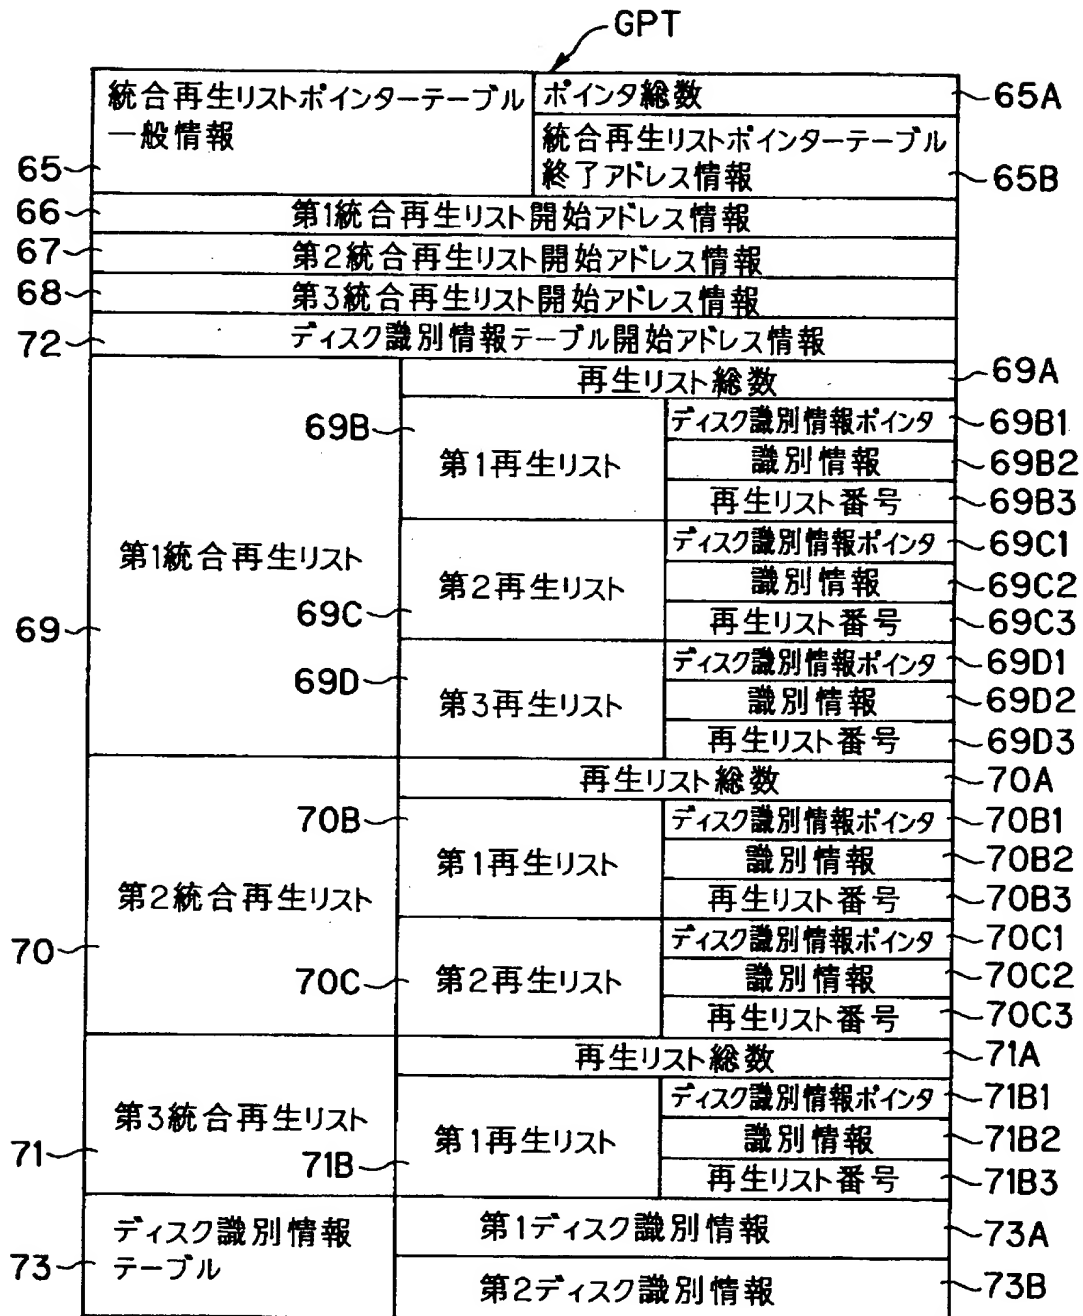 GPT
統合再生リストポインターテーブル
一般情報
65
ポインタ総数
65A
統合再生リストポインターテーブル
終了アドレス情報
65B
66
第1統合再生リスト開始アドレス情報
67
第2統合再生リスト開始アドレス情報
68
第3統合再生リスト開始アドレス情報
72
ディスク識別情報テーブル開始アドレス情報
69
第1統合再生リスト
再生リスト総数
69A
69B
第1再生リスト
ディスク識別情報ポインタ
69B1
識別情報
69B2
再生リスト番号
69B3
69C
第2再生リスト
ディスク識別情報ポインタ
69C1
識別情報
69C2
再生リスト番号
69C3
69D
第3再生リスト
ディスク識別情報ポインタ
69D1
識別情報
69D2
再生リスト番号
69D3
70
第2統合再生リスト
再生リスト総数
70A
70B
第1再生リスト
ディスク識別情報ポインタ
70B1
識別情報
70B2
再生リスト番号
70B3
70C
第2再生リスト
ディスク識別情報ポインタ
70C1
識別情報
70C2
再生リスト番号
70C3
71
第3統合再生リスト
再生リスト総数
71A
71B
第1再生リスト
ディスク識別情報ポインタ
71B1
識別情報
71B2
再生リスト番号
71B3
73
ディスク識別情報
テーブル
第1ディスク識別情報
73A
第2ディスク識別情報
73B